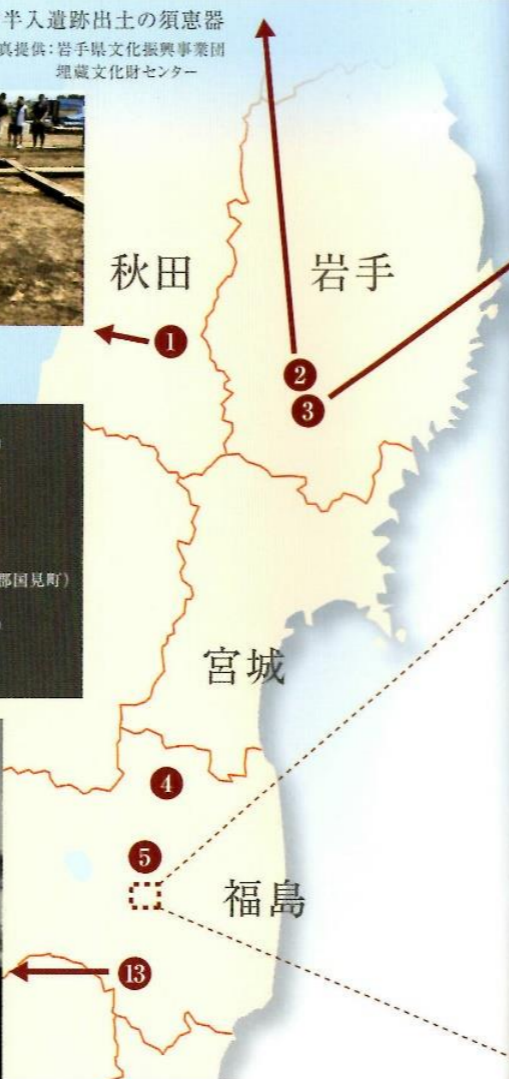 半入遺跡出土の須恵器
真提供：岩手県文化振興事業団
埋蔵文化財センター
秋田
岩手
1
2
3
郡国見町）
宮城
4
5
福島
13